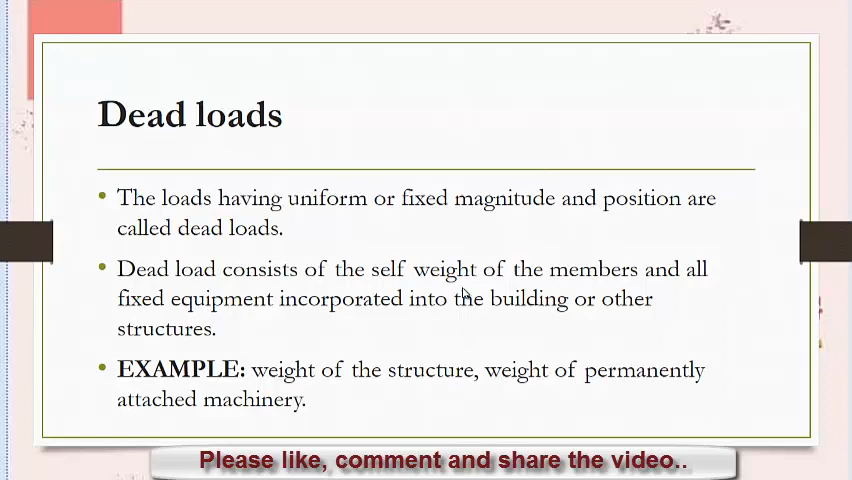 Dead loads
The loads having uniform or fixed magnitude and position are
called dead loads.
Dead load consists of the self weight of the members and all
fixed equipment incorporated into the building or other
structures.
EXAMPLE: weight of the structure, weight of permanently
attached machinery.
Please like, comment and share the video..